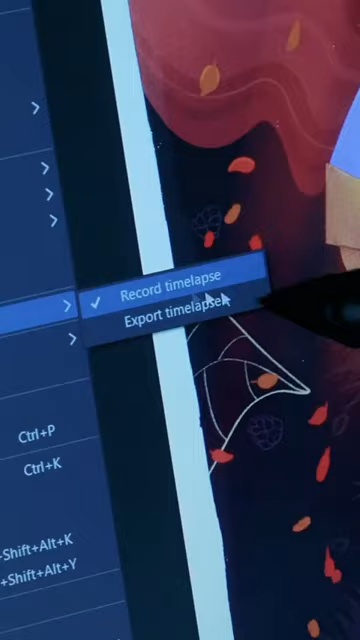 Record timelapse
Export timelapse
Ctrl+P
Ctrl+K
+Shift+Alt+K
+Shift+Alt+Y